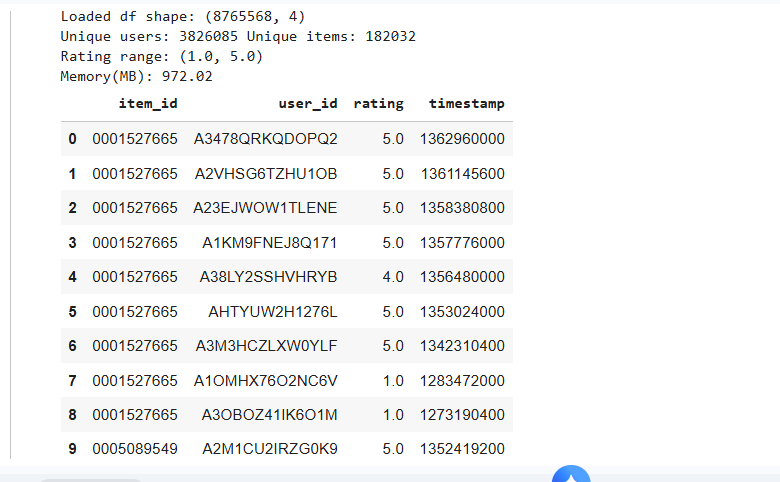 Loaded df shape: (8765568, 4)
Unique users: 3826085 Unique items: 182032
Rating range: (1.0, 5.0)
Memory(MB): 972.02
item_id user_id rating timestamp
0 0001527665 A3478QRKQDOPQ2 5.0 1362960000
1 0001527665 A2VHSG6TZHU1OB 5.0 1361145600
2 0001527665 A23EJWOW1TLENE 5.0 1358380800
3 0001527665 A1KM9FNEJ8Q171 5.0 1357776000
4 0001527665 A38LY2SSHVHRYB 4.0 1356480000
5 0001527665 AHTYUW2H1276L 5.0 1353024000
6 0001527665 A3M3HCZLXW0YLF 5.0 1342310400
7 0001527665 A1OMHX76O2NC6V 1.0 1283472000
8 0001527665 A3OBOZ41IK6O1M 1.0 1273190400
9 0005089549 A2M1CU2IRZG0K9 5.0 1352419200